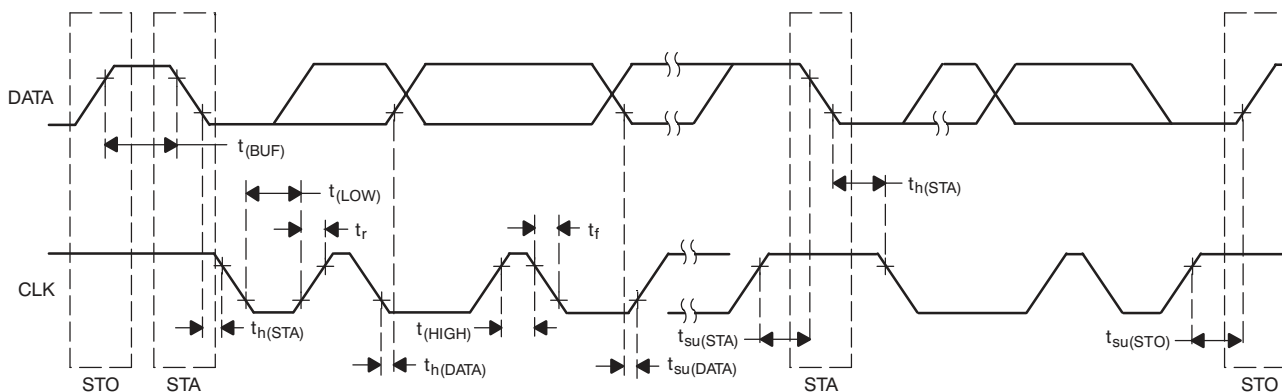 DATA
t(BUF)
t(LOW)
t(STA)
tr
tf
CLK
th(STA)
t(HIGH)
tsu(STA)
tsu(STO)
th(DATA)
tsu(DATA)
STO
STA
STA
STO